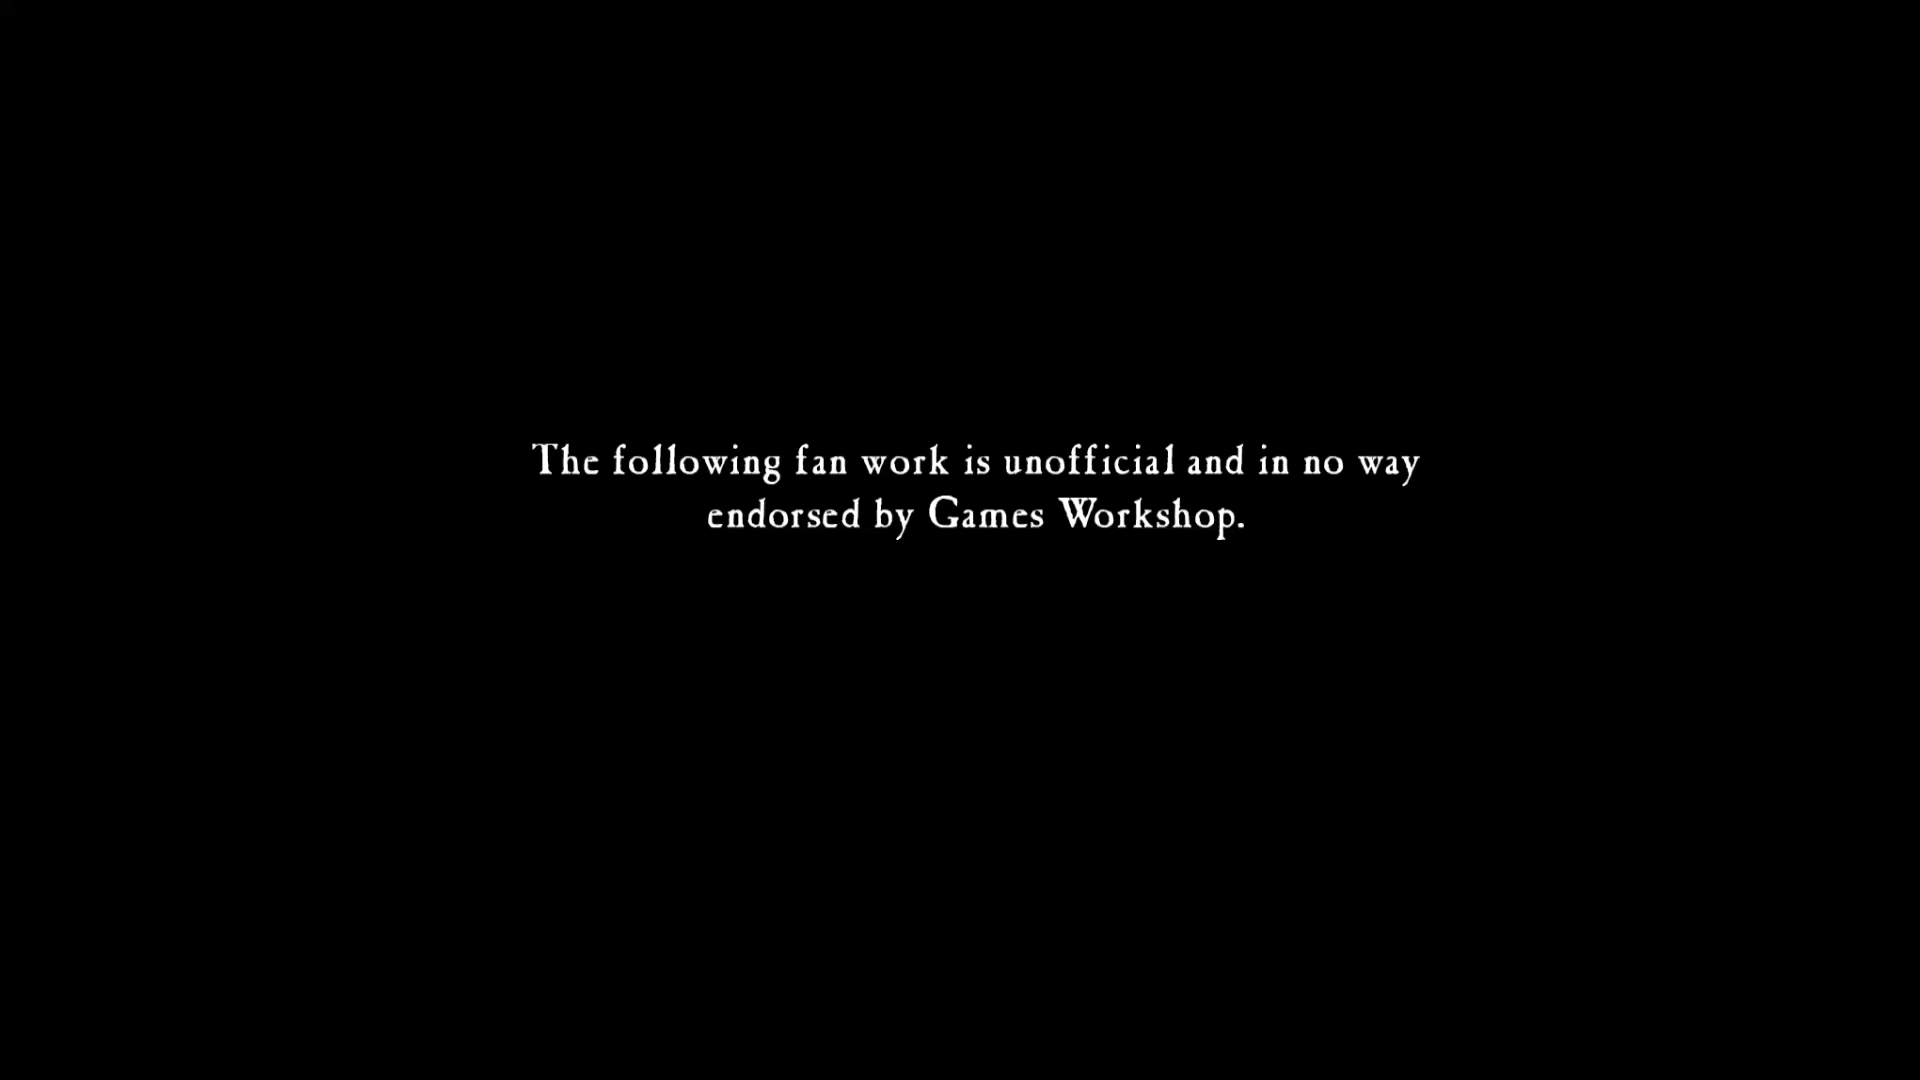 The following fan work is unofficial and in no way
endorsed by Games Workshop.